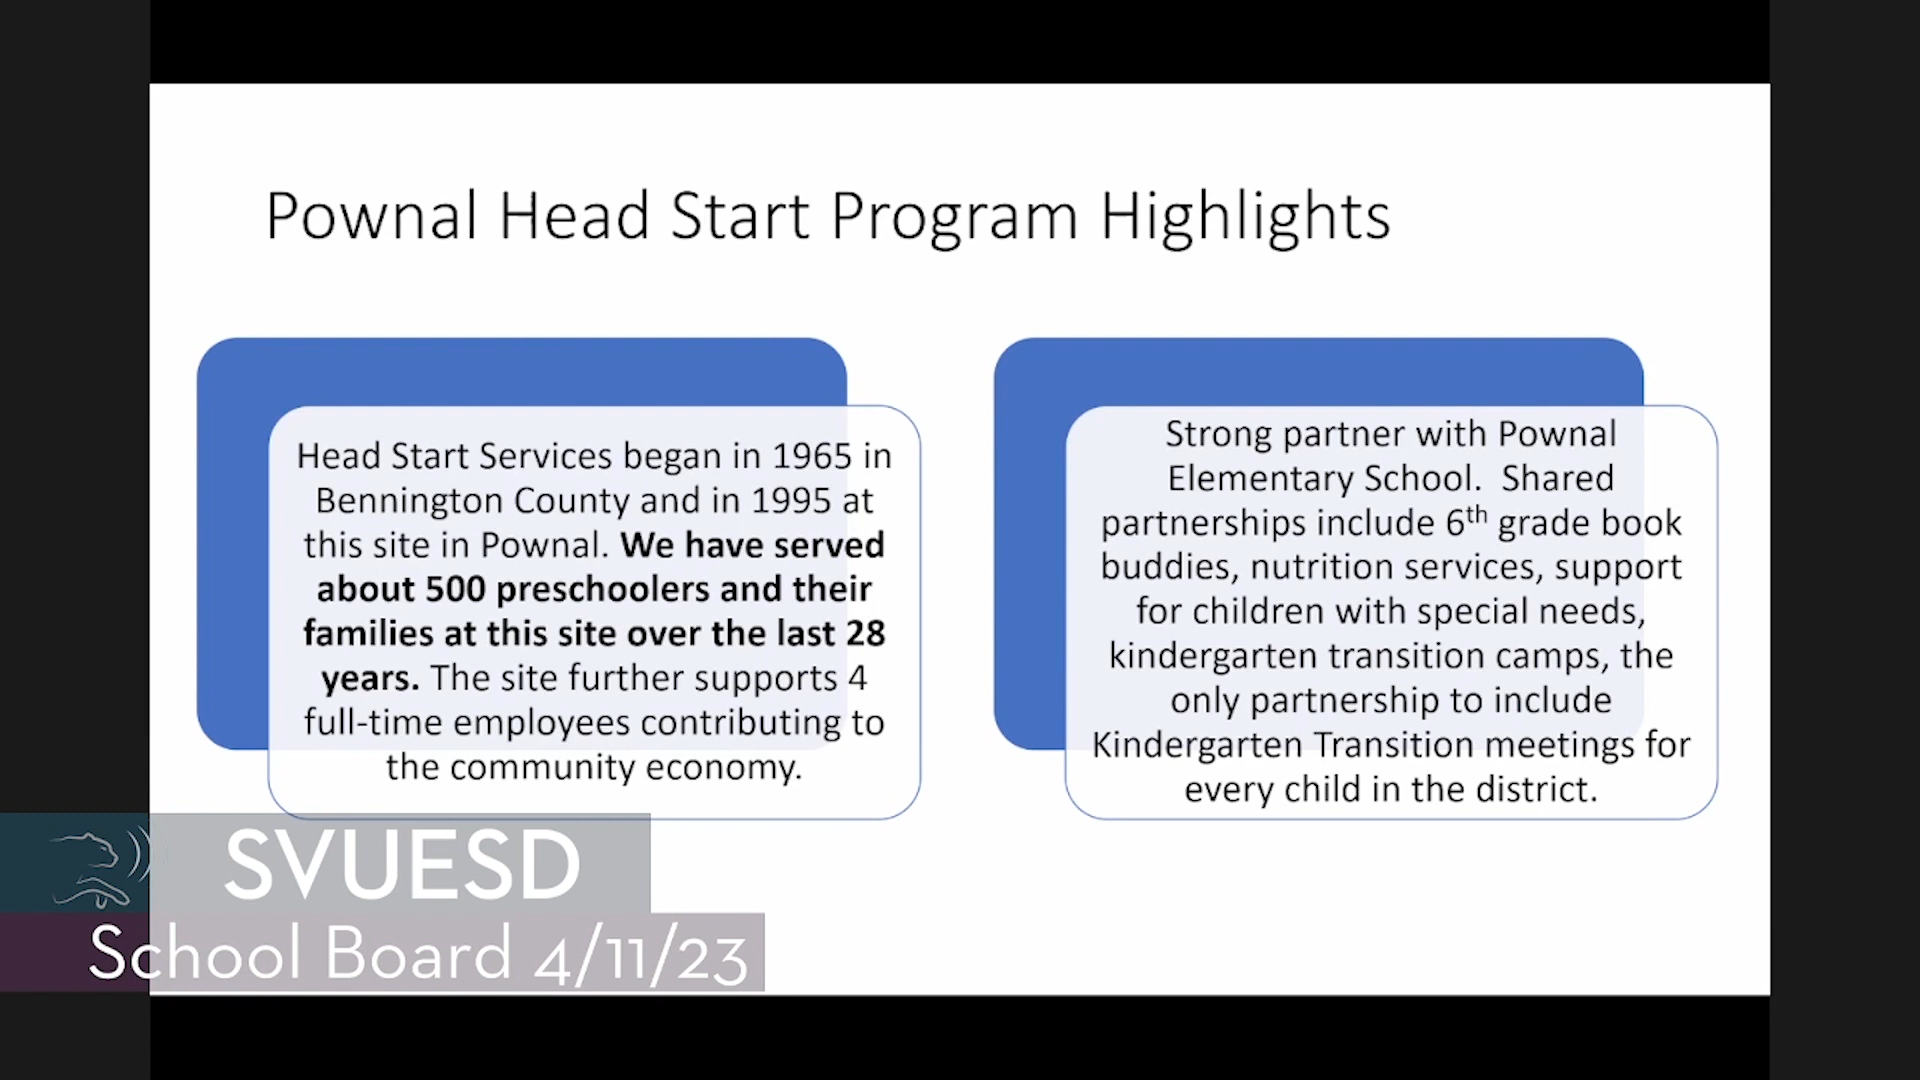 Pownal Head Start Program Highlights
Head Start Services began in 1965 in
Bennington County and in 1995 at
this site in Pownal. We have served
about 500 preschoolers and their
families at this site over the last 28
years. The site further supports 4
full-time employees contributing to
the community economy.
Strong partner with Pownal
Elementary School.  Shared
partnerships include 6th grade book
buddies, nutrition services, support
for children with special needs,
kindergarten transition camps, the
only partnership to include
Kindergarten Transition meetings for
every child in the district.
SVUESD
School Board 4/11/23